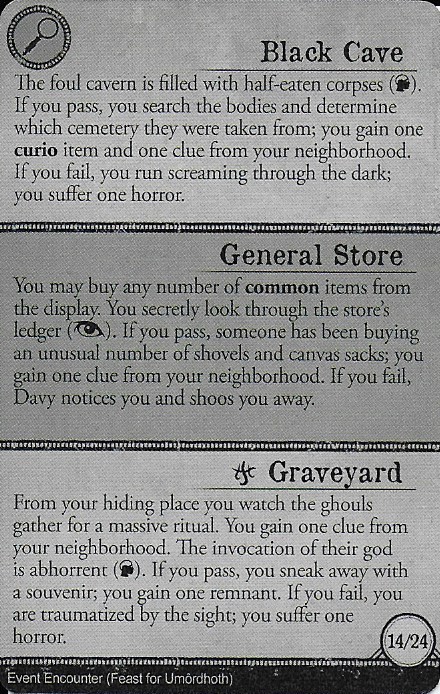 Black Cave
The foul cavern is filled with half-eaten corpses ( ).
If you pass, you search the bodies and determine
which cemetery they were taken from; you gain one
curio item and one clue from your neighborhood.
If you fail, you run screaming through the dark;
you suffer one horror.
General Store
You may buy any number of common items from
the display. You secretly look through the store's
ledger ( ). If you pass, someone has been buying
an unusual number of shovels and canvas sacks; you
gain one clue from your neighborhood. If you fail,
Davy notices you and shoos you away.
Graveyard
From your hiding place you watch the ghouls
gather for a massive ritual. You gain one clue from
your neighborhood. The invocation of their god
is abhorrent ( ). If you pass, you sneak away with
a souvenir; you gain one remnant. If you fail, you
are traumatized by the sight; you suffer one
horror.
14/24
Event Encounter (Feast for Umôrdhoth)